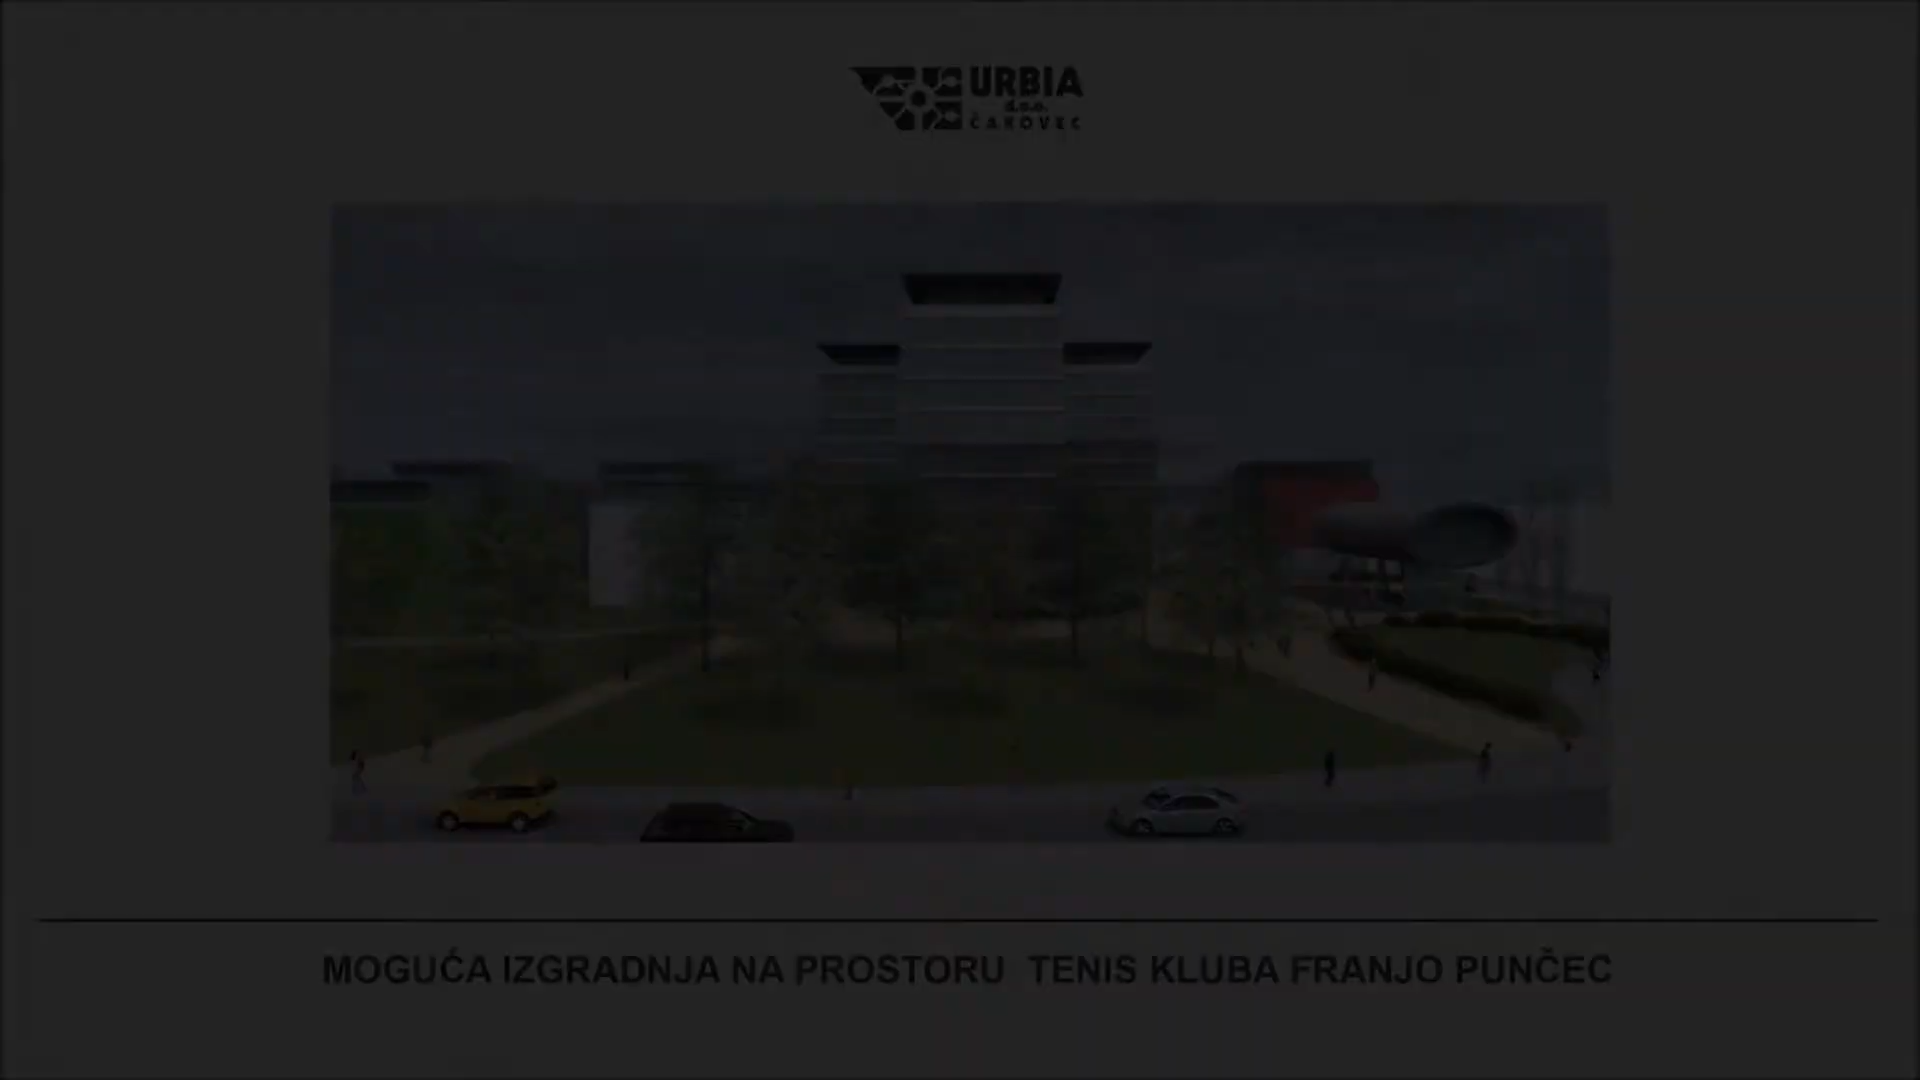 URBIA
d.o.o.
ČAKOVEC
MOGUĆA IZGRADNJA NA PROSTORU TENIS KLUBA FRANJO PUNČEC